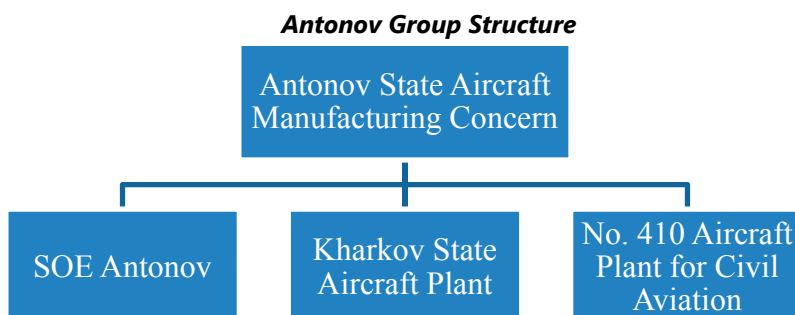 Antonov Group Structure
Antonov State Aircraft
Manufacturing Concern
SOE Antonov
Kharkov State
Aircraft Plant
No. 410 Aircraft
Plant for Civil
Aviation